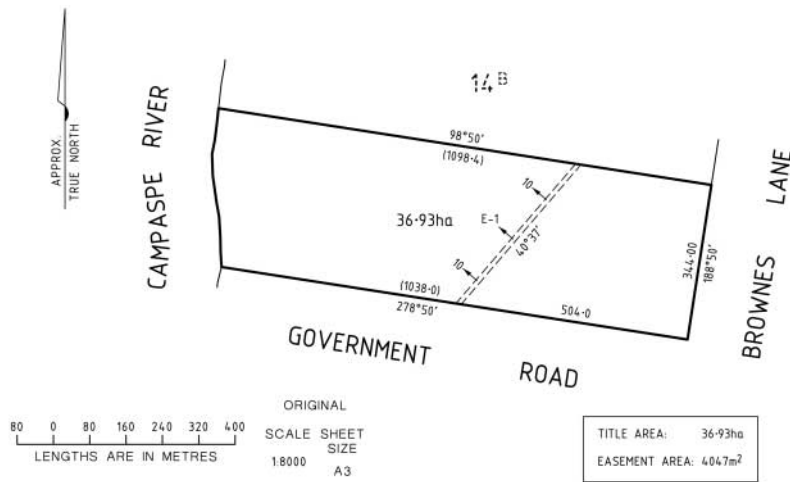 14 B
98°50'
(1098·4)
APPROX.
TRUE NORTH
CAMPASPE RIVER
10
E-1
40°37'
36·93ha
10
344·00
188°50'
BROWNES LANE
(1038·0)
278°50'
504·0
GOVERNMENT ROAD
80 0 80 160 240 320 400
LENGTHS ARE IN METRES
ORIGINAL
SCALE SHEET
SIZE
1:8000
A3
TITLE AREA: 36·93ha
EASEMENT AREA: 4047m²